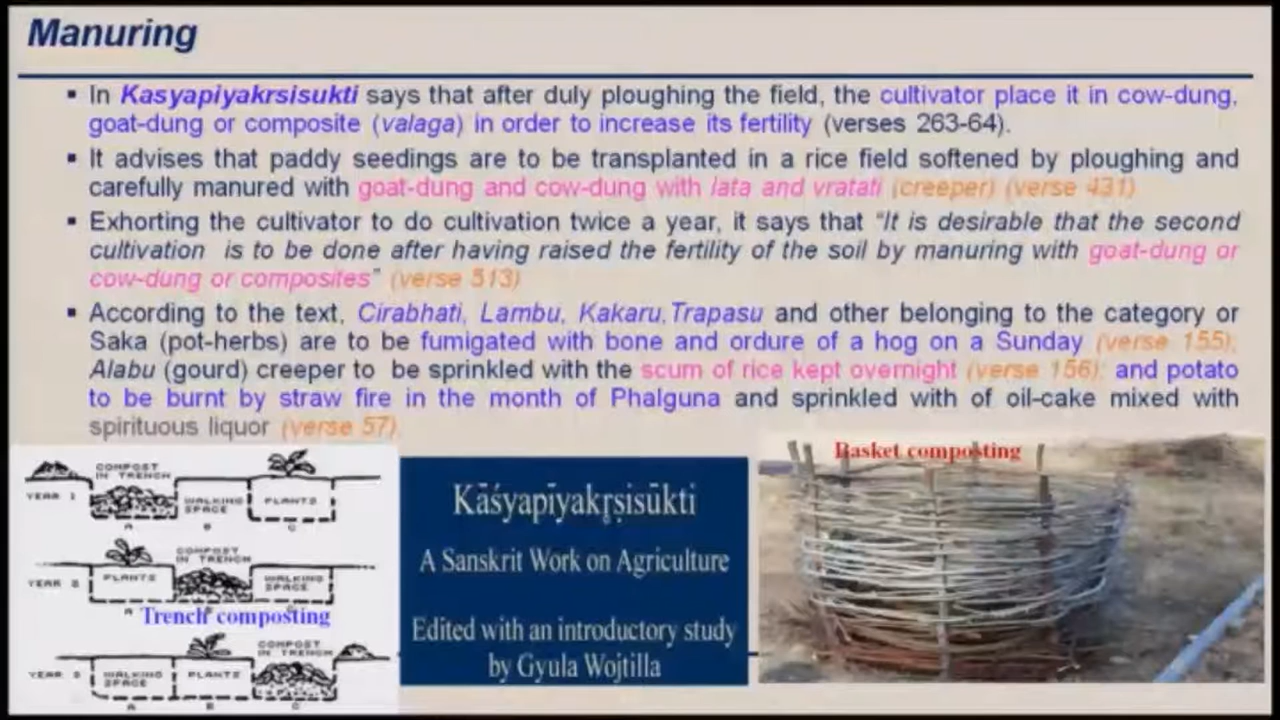 Manuring
▪ In Kasyapiyakrsisukti says that after duly ploughing the field, the cultivator place it in cow-dung,
goat-dung or composite (valaga) in order to increase its fertility (verses 263-64).
▪ It advises that paddy seedings are to be transplanted in a rice field softened by ploughing and
carefully manured with goat-dung and cow-dung with lata and vratati (creeper) (verse 431)
▪ Exhorting the cultivator to do cultivation twice a year, it says that “It is desirable that the second
cultivation is to be done after having raised the fertility of the soil by manuring with goat-dung or
cow-dung or composites” (verse 513)
▪ According to the text, Cirabhati, Lambu, Kakaru,Trapasu and other belonging to the category or
Saka (pot-herbs) are to be fumigated with bone and ordure of a hog on a Sunday (verse 155);
Alabu (gourd) creeper to be sprinkled with the scum of rice kept overnight (verse 156); and potato
to be burnt by straw fire in the month of Phalguna and sprinkled with of oil-cake mixed with
spirituous liquor (verse 57)
COMPOST
IN TRENCH
YEAR 1
WALKING
SPACE
PLANTS
A B C
COMPOST
IN TRENCH
YEAR 2
PLANTS
WALKING
SPACE
A
Trench composting
COMPOST
IN TRENCH
YEAR 3
WALKING
SPACE
PLANTS
A B C
Kāśyapīyakṛṣisūkti
A Sanskrit Work on Agriculture
Edited with an introductory study
by Gyula Wojtilla
Basket composting